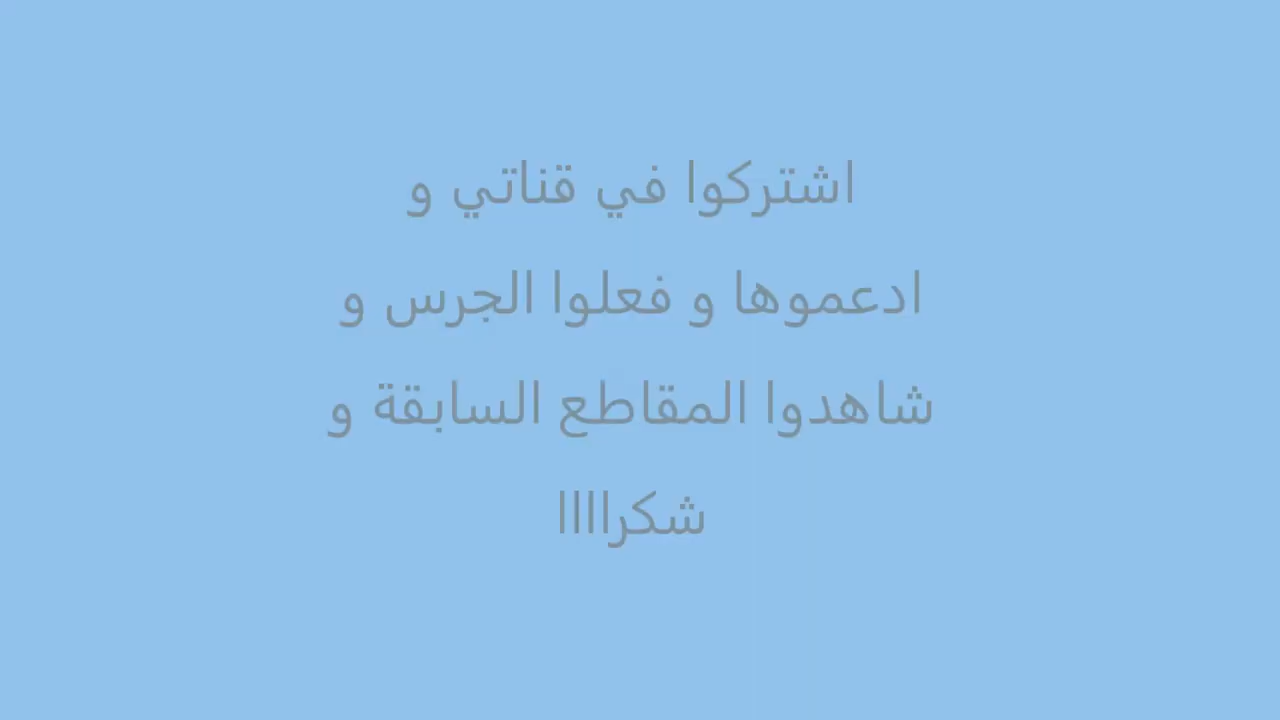 اشتركوا في قناتي و
ادعموها و فعلوا الجرس و
شاهدوا المقاطع السابقة و
شكراااا